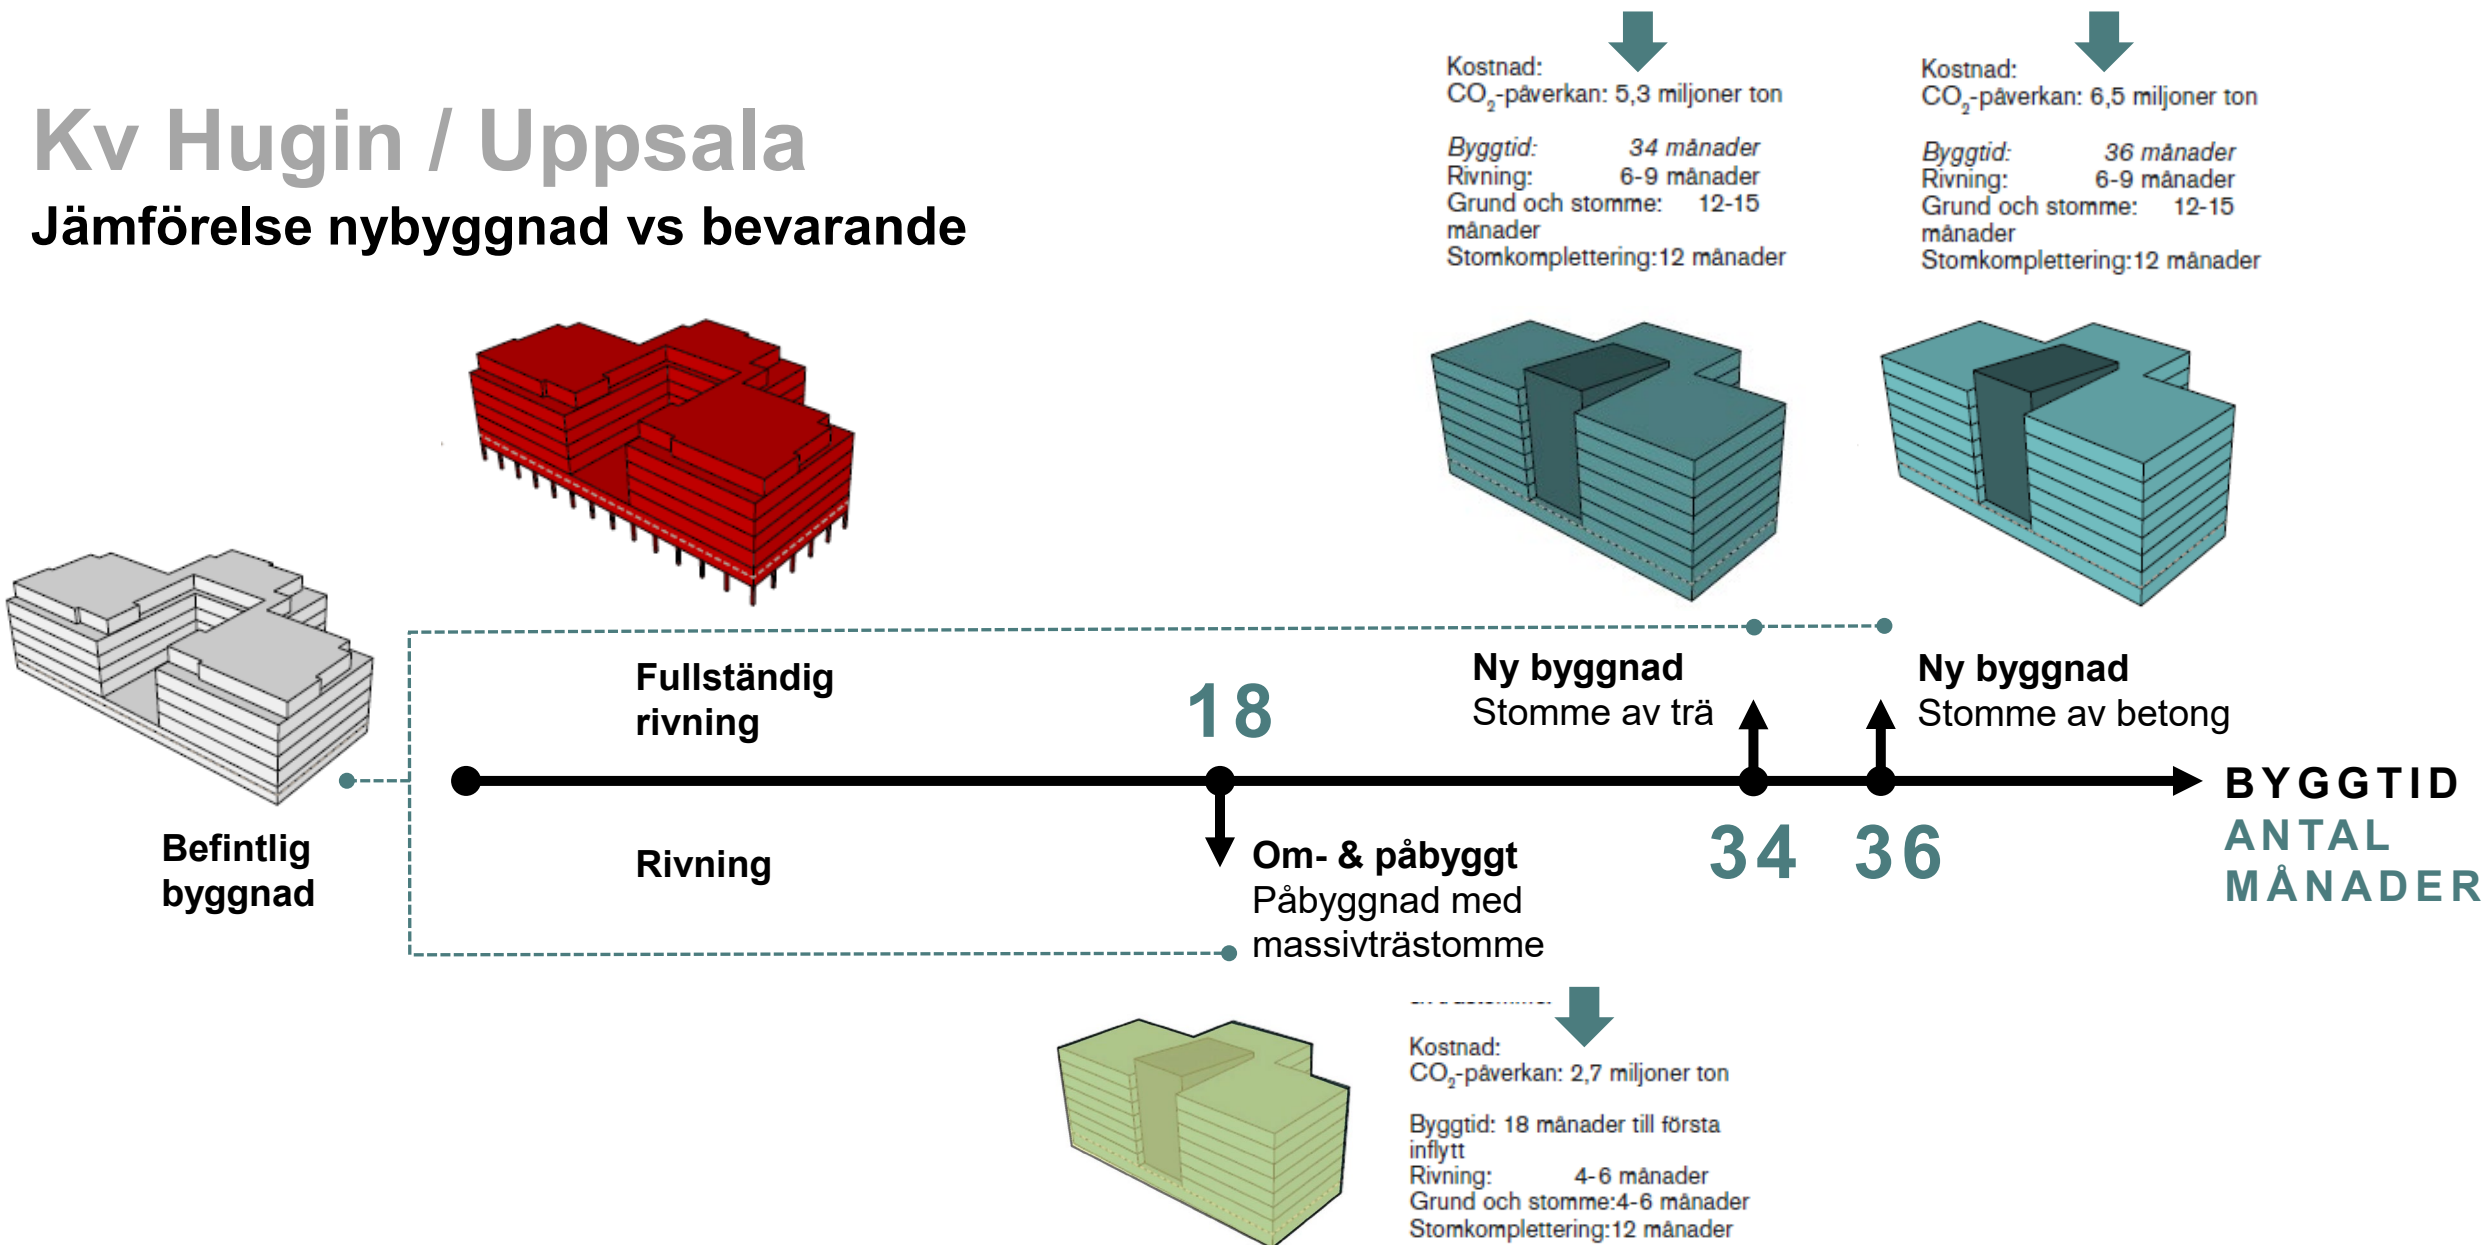 Kv Hugin / Uppsala
Jämförelse nybyggnad vs bevarande
Kostnad:
CO₂-påverkan: 5,3 miljoner ton
Byggtid: 34 månader
Rivning: 6-9 månader
Grund och stomme: 12-15
månader
Stomkomplettering:12 månader
Kostnad:
CO₂-påverkan: 6,5 miljoner ton
Byggtid: 36 månader
Rivning: 6-9 månader
Grund och stomme: 12-15
månader
Stomkomplettering:12 månader
Fullständig
rivning
18
Ny byggnad
Stomme av trä
Ny byggnad
Stomme av betong
BYGGTID
ANTAL
MÅNADER
Befintlig
byggnad
Rivning
Om- & påbyggt
Påbyggnad med
massivträstomme
34
36
Kostnad:
CO₂-påverkan: 2,7 miljoner ton
Byggtid: 18 månader till första
inflytt
Rivning: 4-6 månader
Grund och stomme:4-6 månader
Stomkomplettering:12 månader